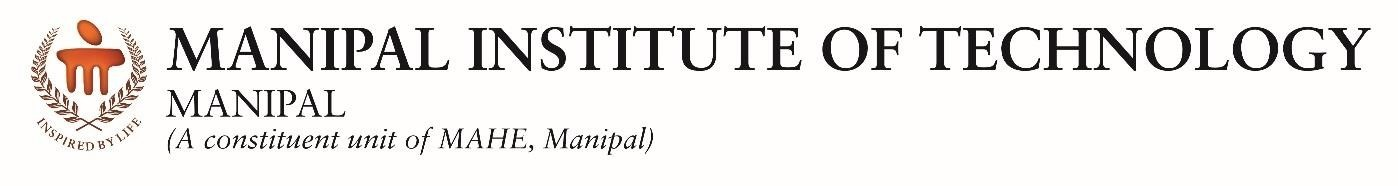 MANIPAL INSTITUTE OF TECHNOLOGY
MANIPAL
(A constituent unit of MAHE, Manipal)
INSPIRED BY LIFE